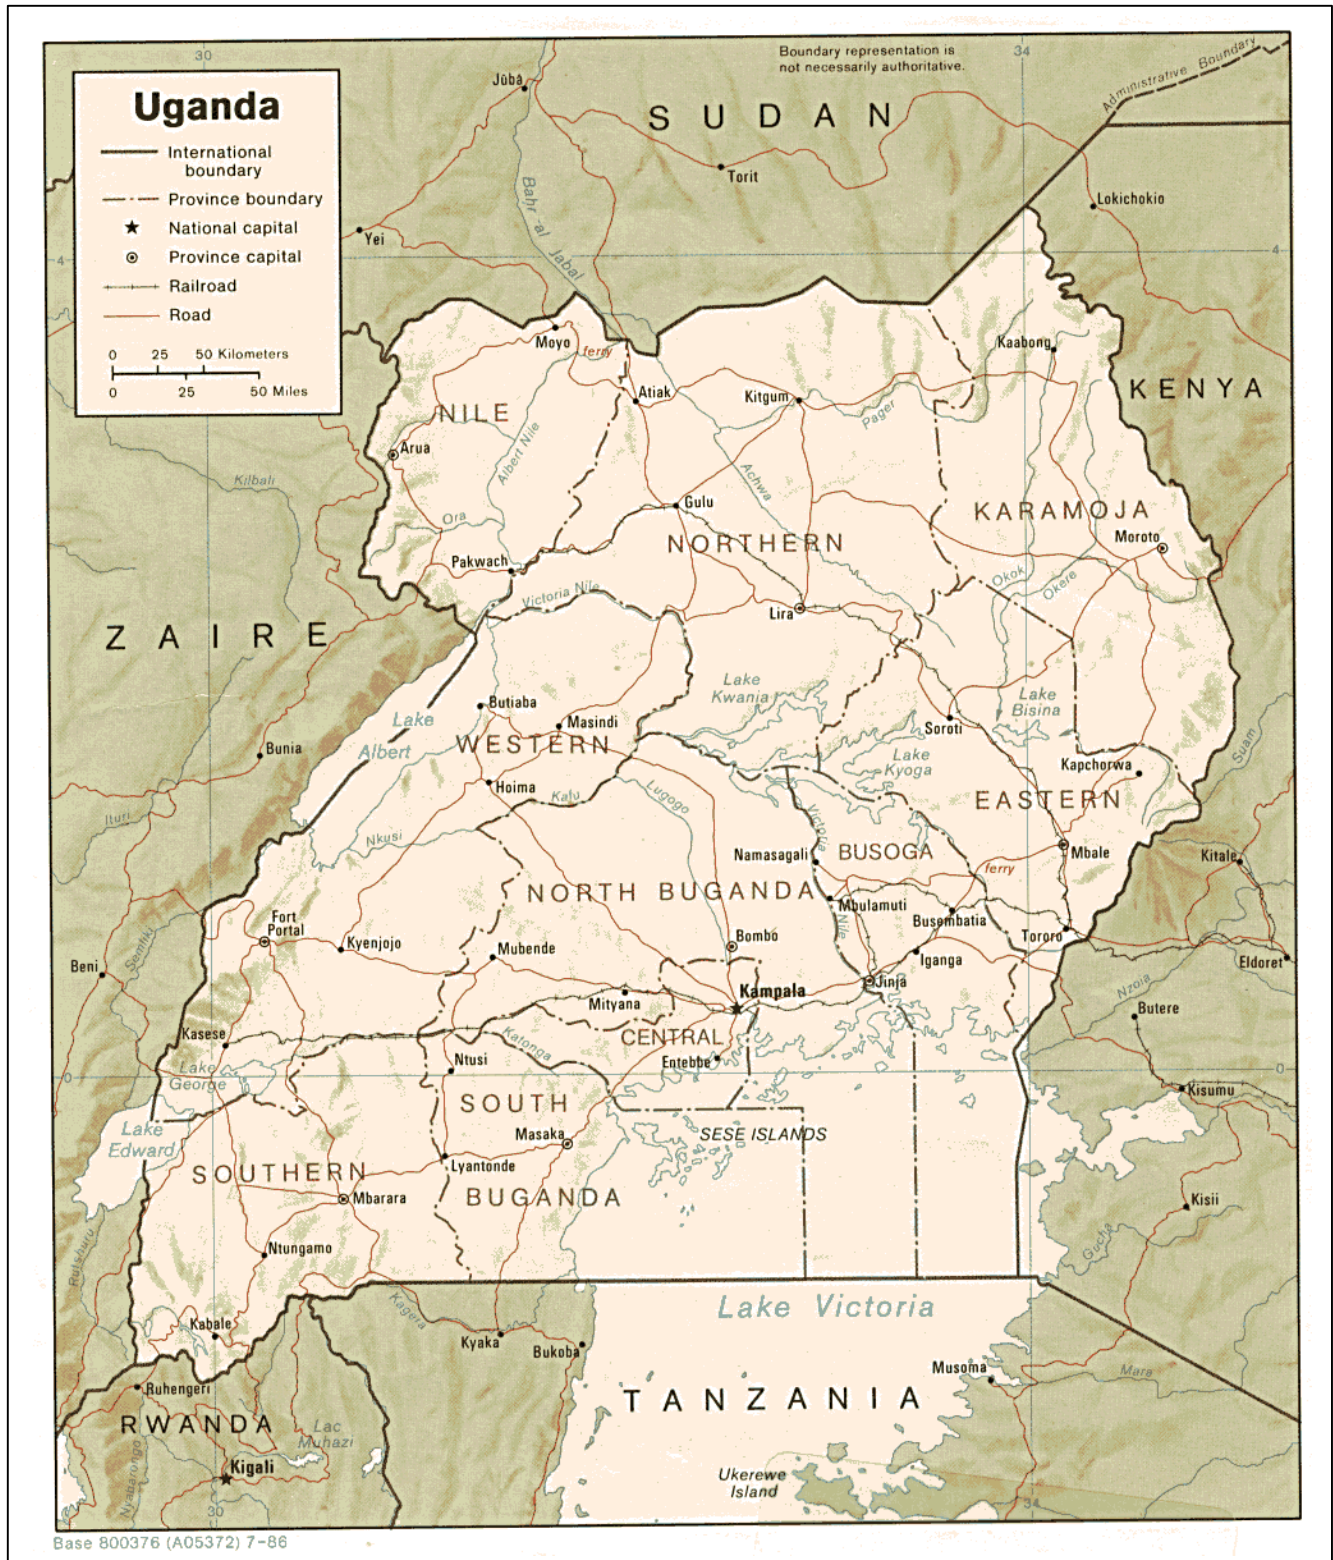 30
34
Boundary representation is
not necessarily authoritative.
Administrative Boundary
Uganda
International
boundary
Province boundary
National capital
Province capital
Railroad
Road
0 25 50 Kilometers
0 25 50 Miles
Jūbā
SUDAN
Torit
Lokichokio
Bahr al Jabal
Yei
4
4
Moyo
ferry
Kaabong
KENYA
Atiak
Kitgum
Pager
NILE
Arua
Albert Nile
Kilbali
Achwa
Ora
Gulu
KARAMOJA
NORTHERN
Moroto
Pakwach
Okok
Okere
Victoria Nile
Lira
ZAIRE
Lake
Kwania
Lake
Bisina
Butiaba
Lake
Albert
Masindi
Soroti
WESTERN
Suam
Bunia
Lake
Kyoga
Kapchorwa
Hoima
Kafu
Lugogo
EASTERN
Ituri
Victoria
Nile
Nkusi
Namasagali
BUSOGA
Mbale
Kitale
ferry
NORTH BUGANDA
Mbulamuti
Busembatia
Fort
Portal
Semliki
Kyenjojo
Mubende
Bombo
Tororo
Iganga
Eldoret
Beni
Nzoia
Mityana
Kampala
Jinja
Butere
Kasese
Katonga
CENTRAL
Ntusi
Entebbe
0
0
Lake
George
Kisumu
SOUTH
Lake
Edward
Masaka
SESE ISLANDS
SOUTHERN
Lyantonde
Mbarara
BUGANDA
Kisii
Gucha
Rutshuru
Ntungamo
Kagera
Lake Victoria
Kabale
Kyaka
Bukoba
Musoma
Mara
Ruhengeri
TANZANIA
RWANDA
Lac
Muhazi
Nyabarongo
Kigali
Ukerewe
Island
30
34
Base 800376 (A05372) 7-86